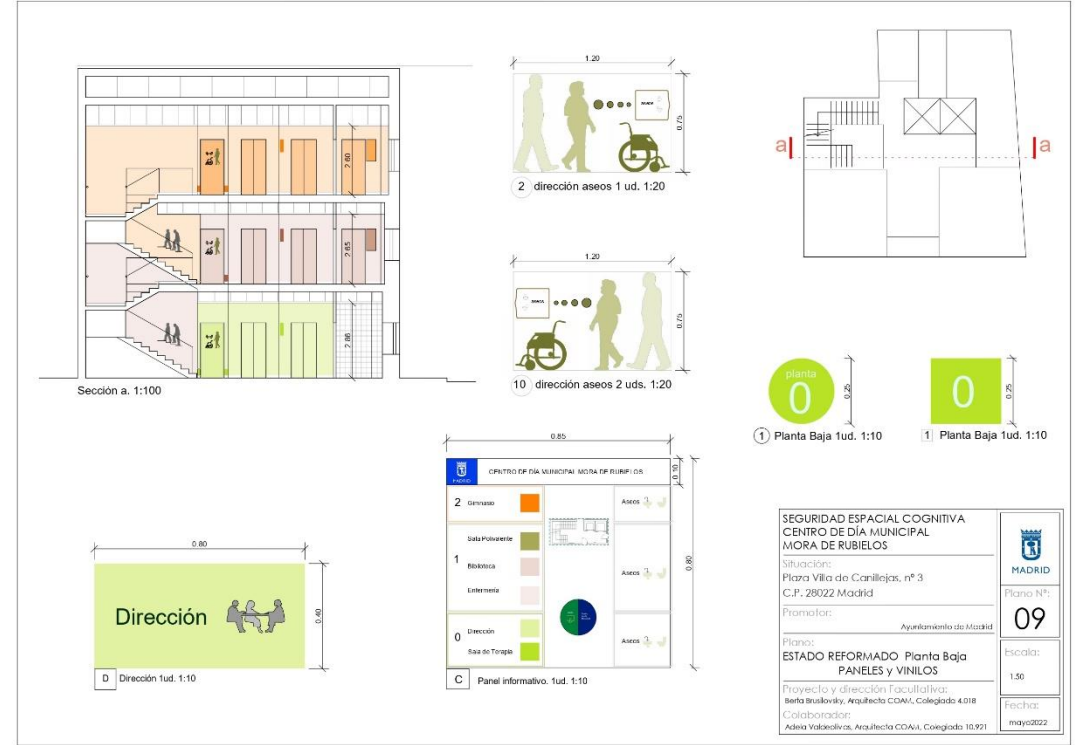 2.60
2.65
2.86
Sección a. 1:100
1.20
0.75
2 dirección aseos 1 ud. 1:20
1.20
0.75
10 dirección aseos 2 uds. 1:20
a
a
planta
0
0.25
1 Planta Baja 1ud. 1:10
0
0.25
1 Planta Baja 1ud. 1:10
0.80
Dirección
0.40
D Dirección 1ud. 1:10
0.85
MADRID
CENTRO DE DÍA MUNICIPAL MORA DE RUBIELOS
0.10
2 Gimnasio
Aseos
Sala Polivalente
1
Biblioteca
Aseos
Enfermería
0.80
0 Dirección
Sala de Terapia
Aseos
C Panel informativo. 1ud. 1:10
SEGURIDAD ESPACIAL COGNITIVA
CENTRO DE DÍA MUNICIPAL
MORA DE RUBIELOS
MADRID
Situación:
Plaza Villa de Canillejas, nº 3
C.P. 28022 Madrid
Plano Nº:
09
Promotor:
Ayuntamiento de Madrid
Plano:
ESTADO REFORMADO Planta Baja
PANELES y VINILOS
Escala:
1.50
Proyecto y dirección Facultativa:
Berta Brusilovsky, Arquitecta COAM, Colegiada 4.018
Colaborador:
Adela Valdeolivas, Arquitecta COAM, Colegiada 10.921
Fecha:
mayo2022